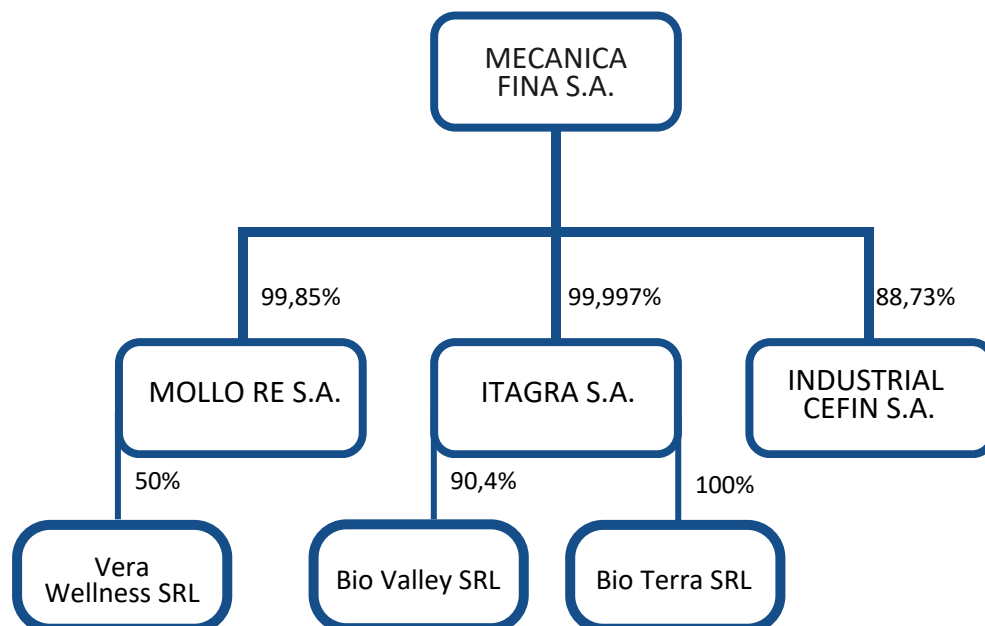 MECANICA
FINA S.A.
99,85%
99,997%
88,73%
MOLLO RE S.A.
ITAGRA S.A.
INDUSTRIAL
CEFIN S.A.
50%
90,4%
100%
Vera
Wellness SRL
Bio Valley SRL
Bio Terra SRL